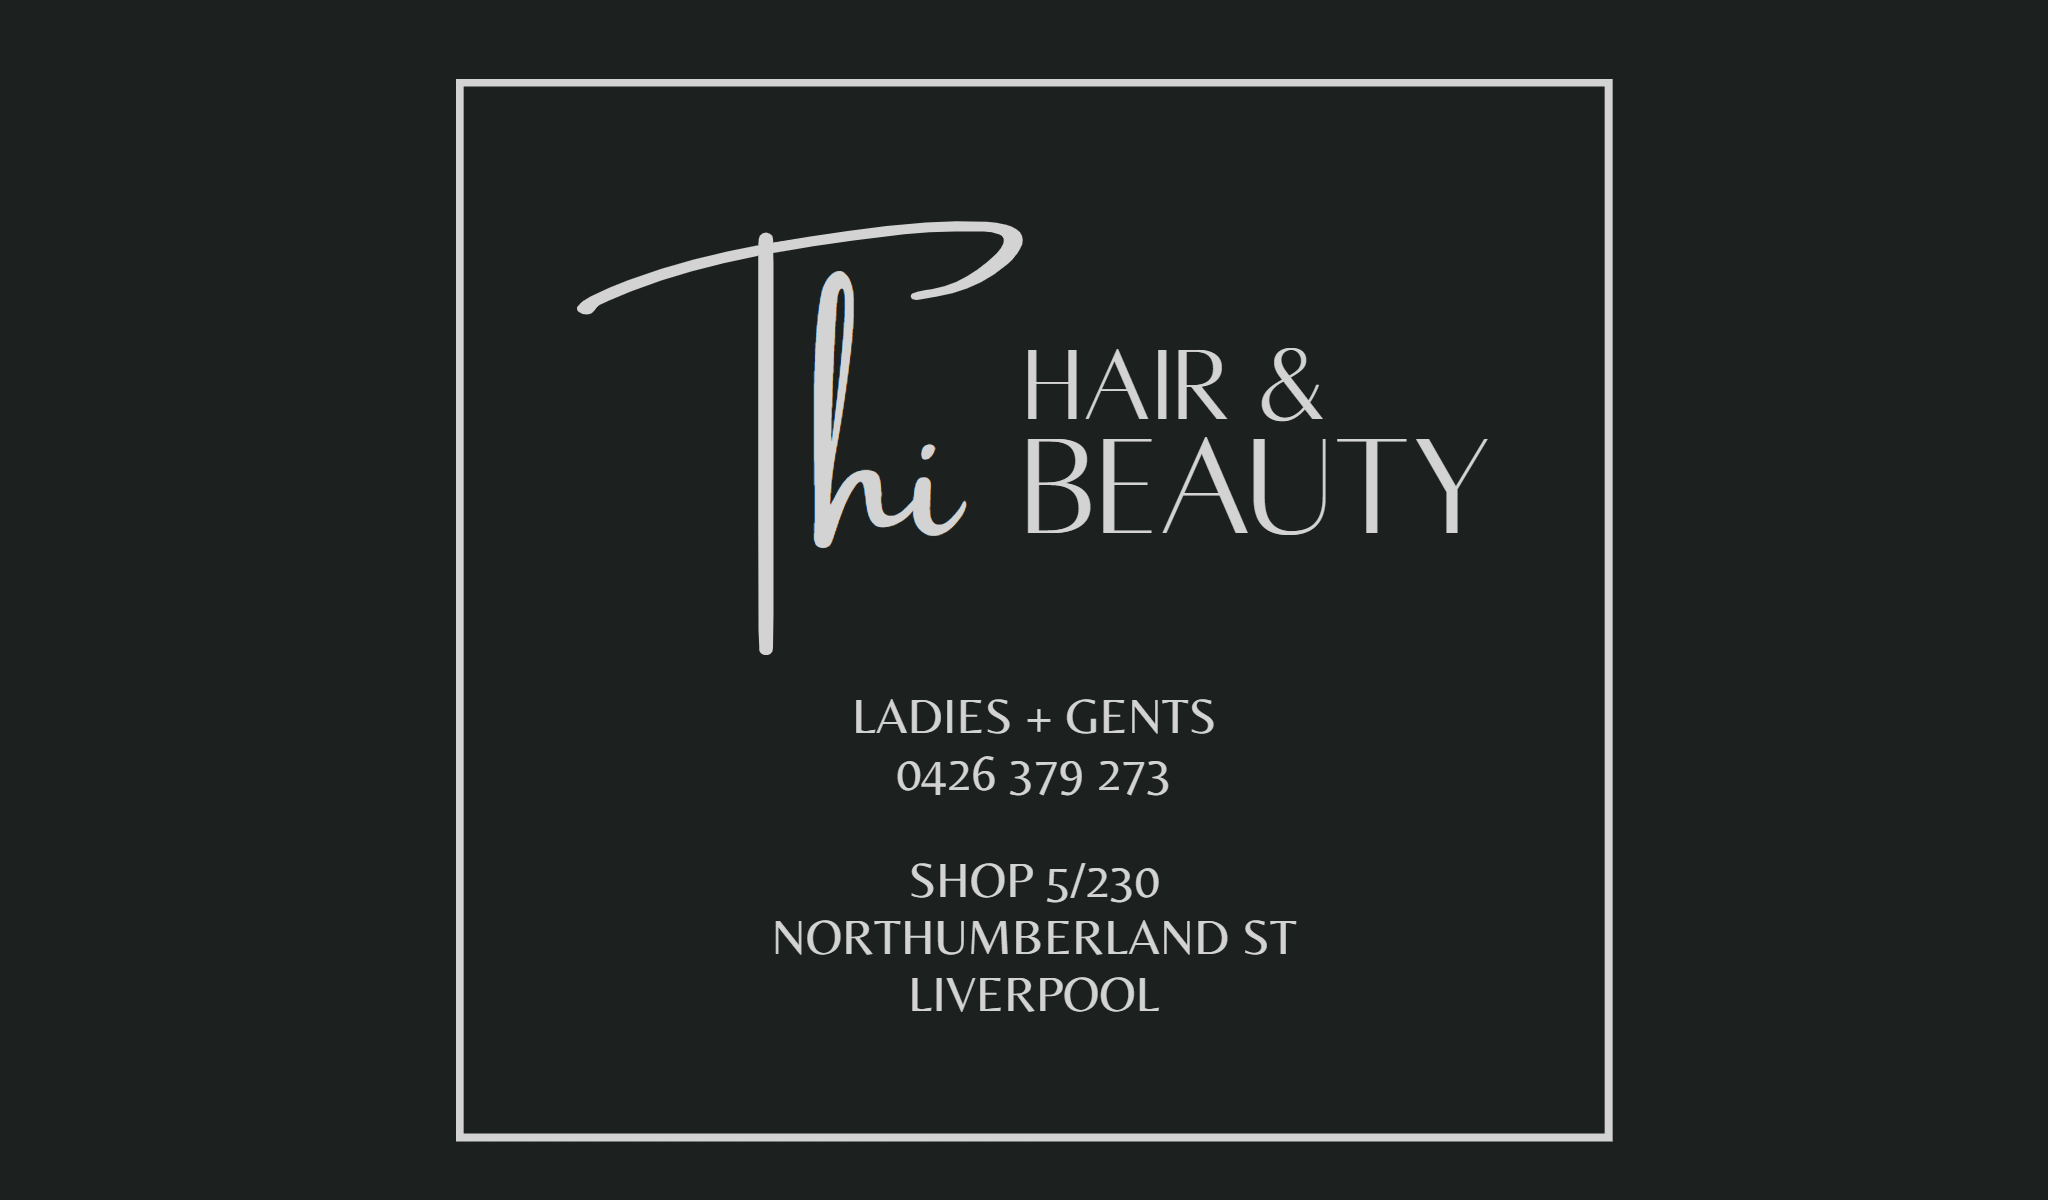 Thi HAIR &
BEAUTY
LADIES + GENTS
0426 379 273
SHOP 5/230
NORTHUMBERLAND ST
LIVERPOOL